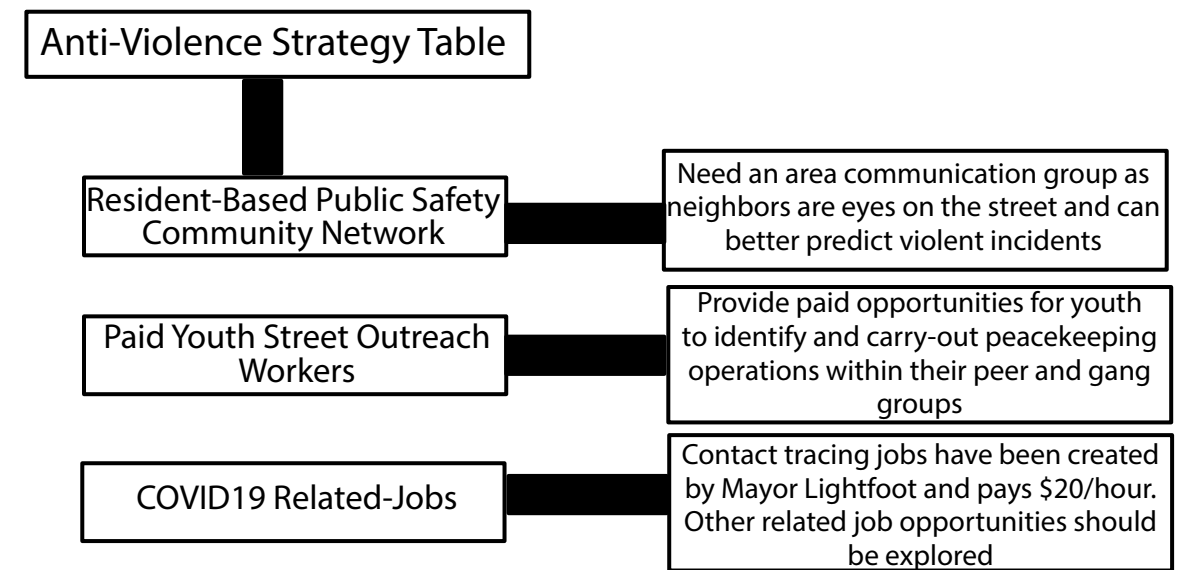 Anti-Violence Strategy Table
Resident-Based Public Safety
Community Network
Need an area communication group as
neighbors are eyes on the street and can
better predict violent incidents
Paid Youth Street Outreach
Workers
Provide paid opportunities for youth
to identify and carry-out peacekeeping
operations within their peer and gang
groups
COVID19 Related-Jobs
Contact tracing jobs have been created
by Mayor Lightfoot and pays $20/hour.
Other related job opportunities should
be explored